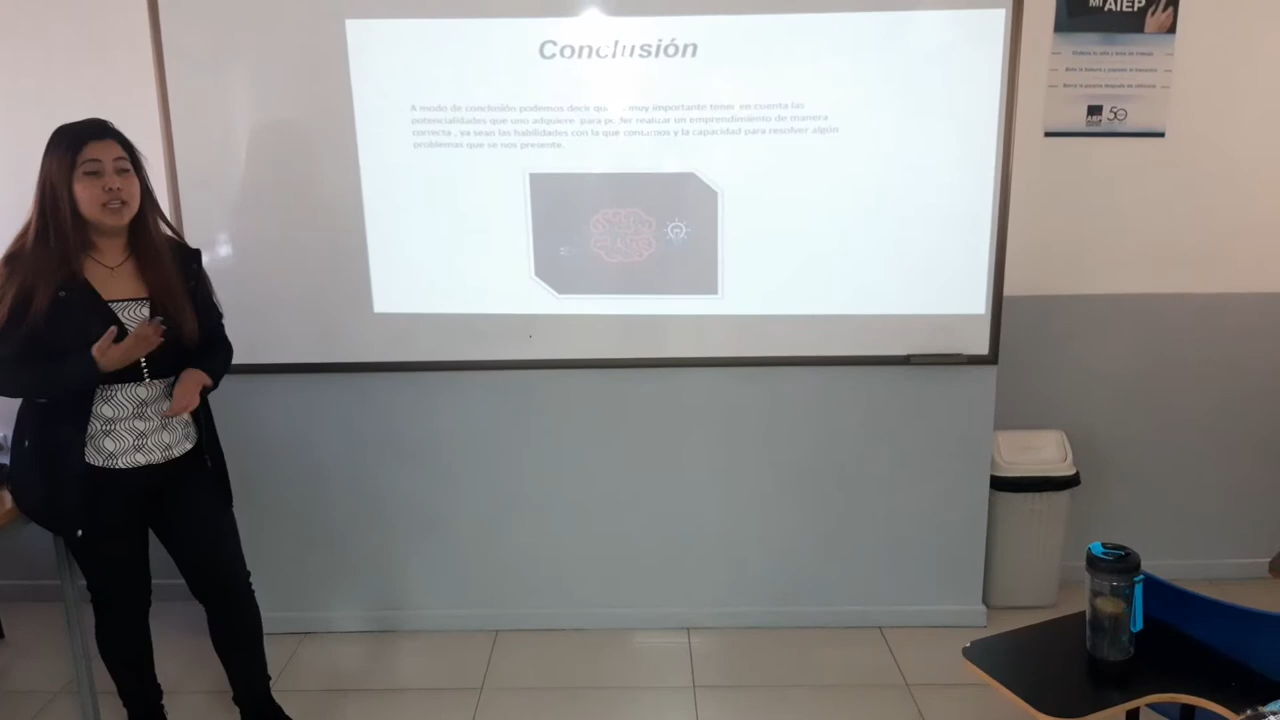 Conclusión
A modo de conclusión podemos decir que muy importante tener en cuenta las
potencialidades que uno adquiere para poder realizar un emprendimiento de manera
correcta , ya sean las habilidades con la que contamos y la capacidad para resolver algún
problemas que se nos presente.
MI AIEP
AIEP 50